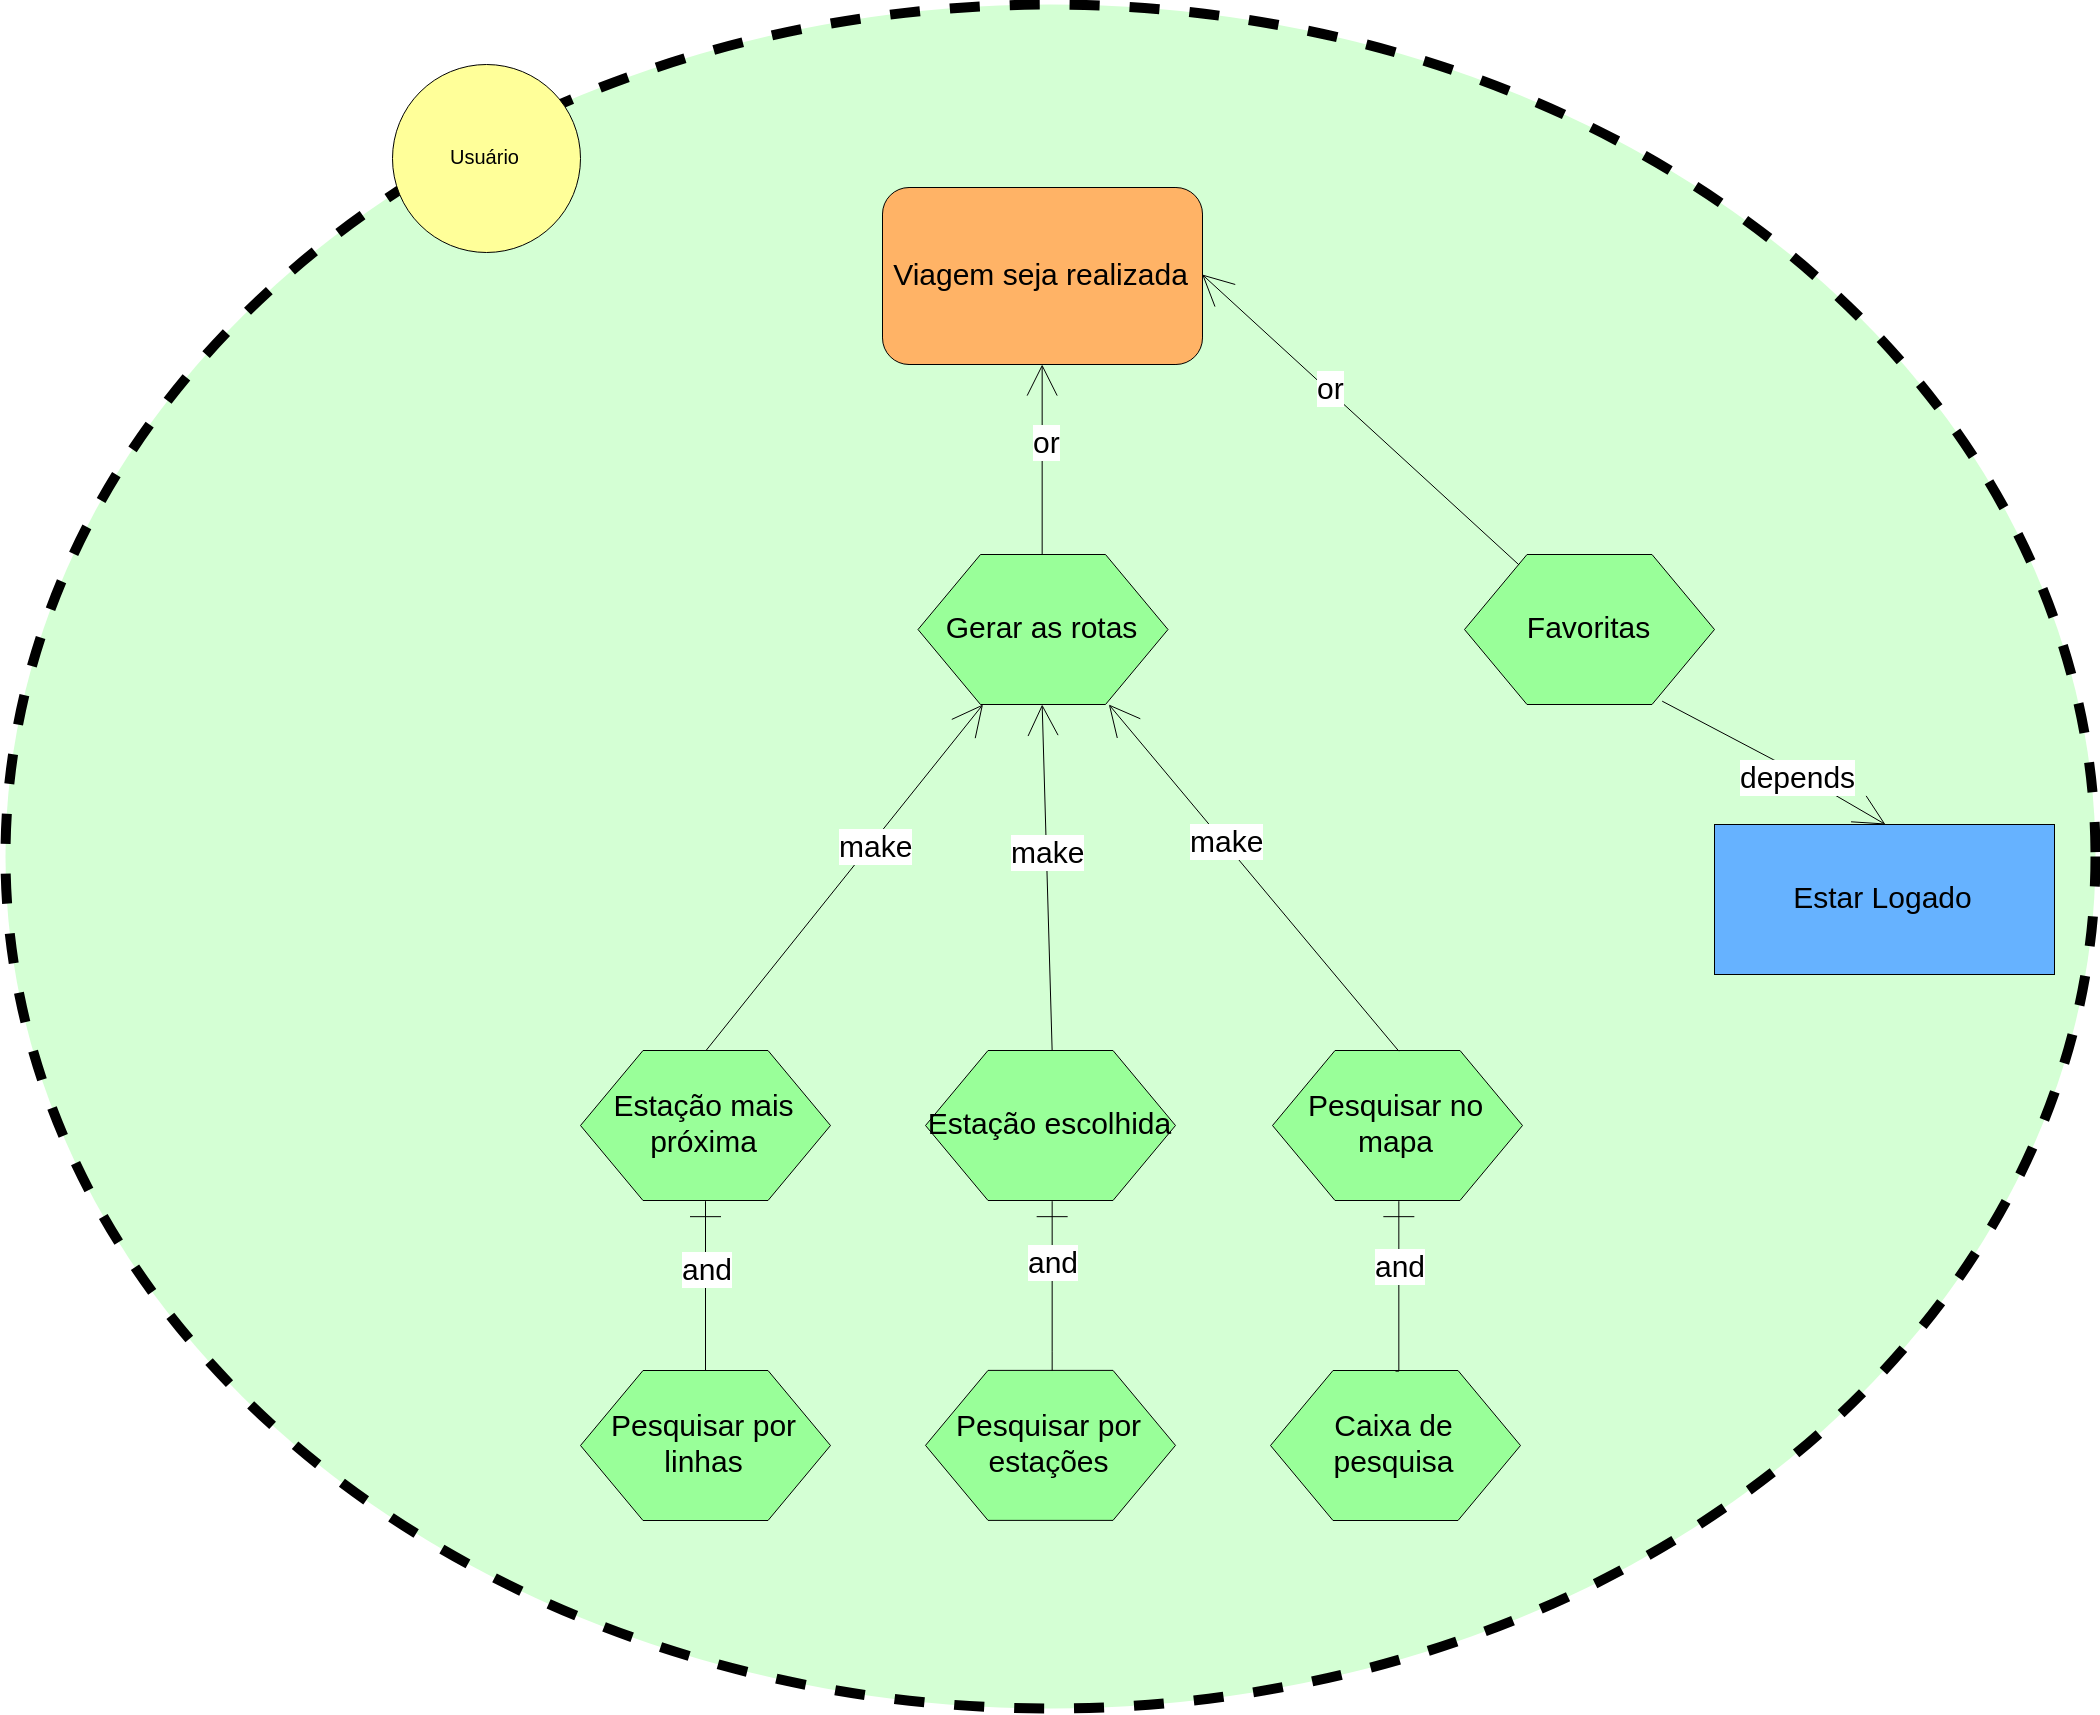 Usuário
Viagem seja realizada
or
or
Gerar as rotas
Favoritas
depends
make
make
make
Estar Logado
Estação mais
próxima
Estação escolhida
Pesquisar no
mapa
and
and
and
Pesquisar por
linhas
Pesquisar por
estações
Caixa de
pesquisa